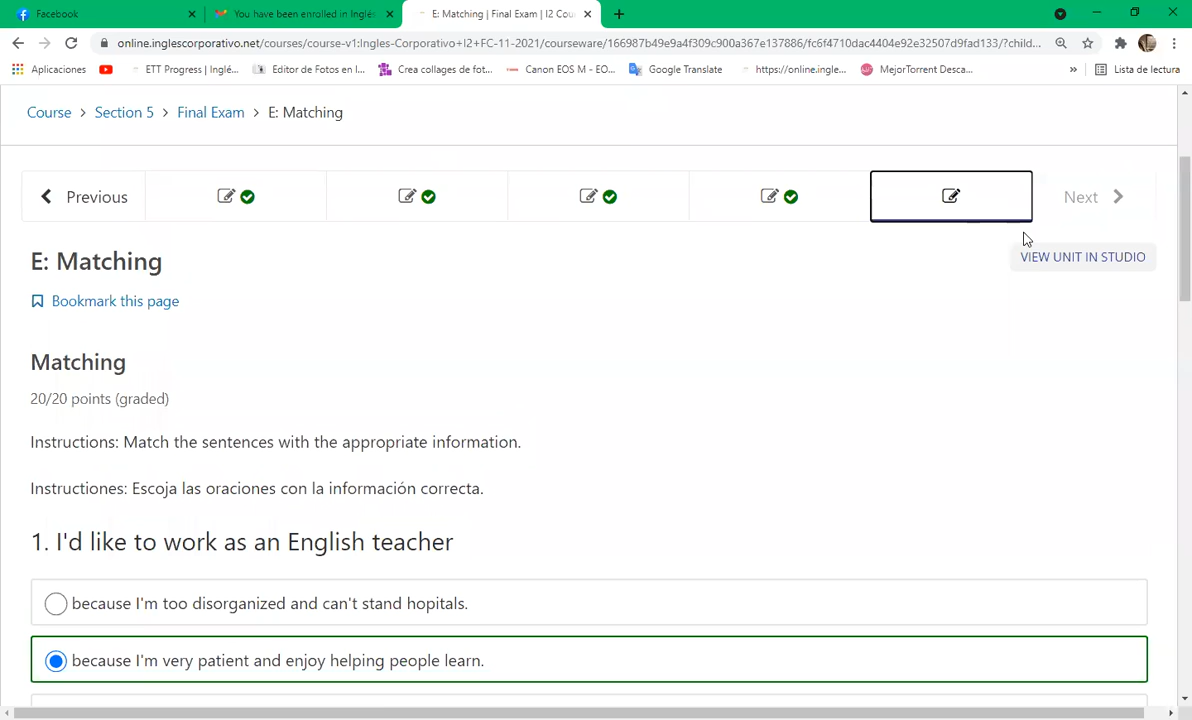 Facebook
You have been enrolled in Inglés
E: Matching | Final Exam | I2 Cou
online.inglescorporativo.net/courses/course-v1:Ingles-Corporativo+I2+FC-11-2021/courseware/166987b49e9a4f309c900a367e137886/fc6f4710dac4404e92e32507d9fad133/?child...
Aplicaciones
ETT Progress | Inglé...
Editor de Fotos en l...
Crea collages de fot...
Canon EOS M - EO...
Google Translate
https://online.ingle...
MejorTorrent Desca...
»
Lista de lectura
Course > Section 5 > Final Exam > E: Matching
Previous
Next
VIEW UNIT IN STUDIO
E: Matching
Bookmark this page
Matching
20/20 points (graded)
Instructions: Match the sentences with the appropriate information.
Instructiones: Escoja las oraciones con la información correcta.
1. I'd like to work as an English teacher
because I'm too disorganized and can't stand hopitals.
because I'm very patient and enjoy helping people learn.